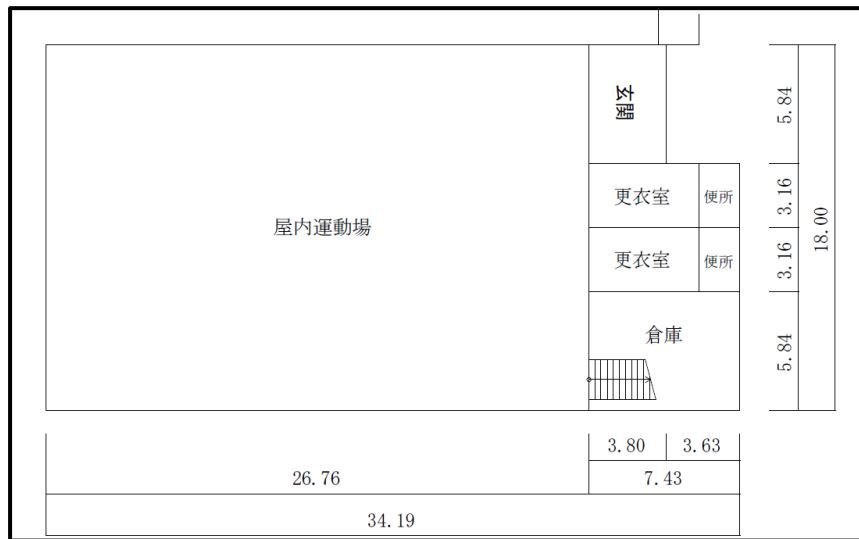 玄関
5.84
更衣室
便所
3.16
屋内運動場
18.00
更衣室
便所
3.16
倉庫
5.84
3.80
3.63
26.76
7.43
34.19